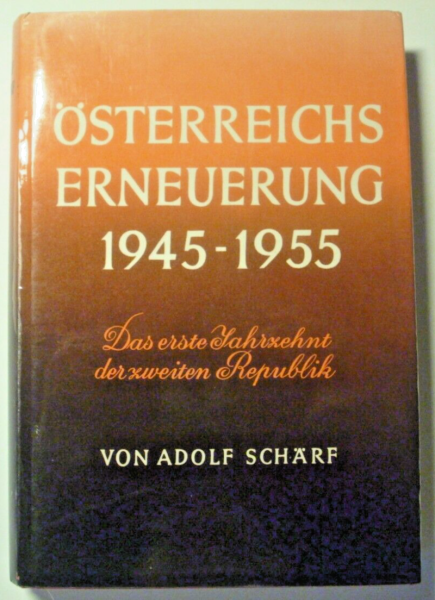 ÖSTERREICHS
ERNEUERUNG
1945-1955
Das erste Jahrzehnt
der zweiten Republik
VON ADOLF SCHÄRF